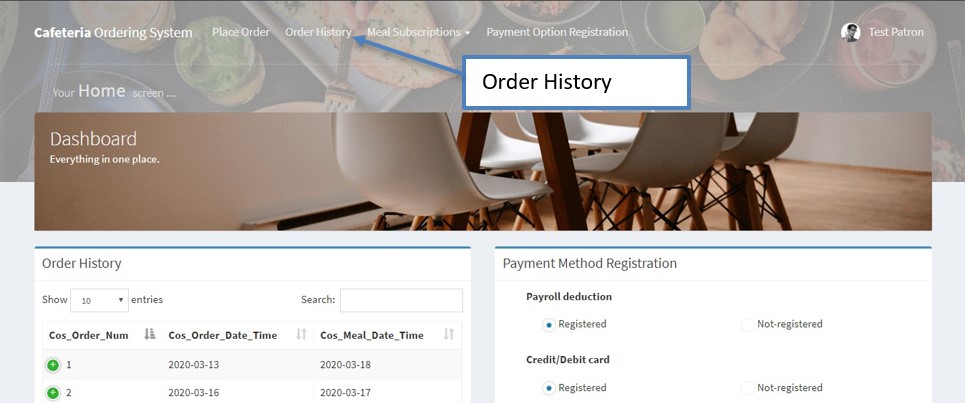 Cafeteria Ordering System Place Order Order History Meal Subscriptions Payment Option Registration Test Patron
Order History
Your Home screen ....
Dashboard
Everything in one place.
Order History
Show 10 entries Search:
Cos_Order_Num Cos_Order_Date_Time Cos_Meal_Date_Time
1 2020-03-13 2020-03-18
2 2020-03-16 2020-03-17
Payment Method Registration
Payroll deduction
Registered Not-registered
Credit/Debit card
Registered Not-registered